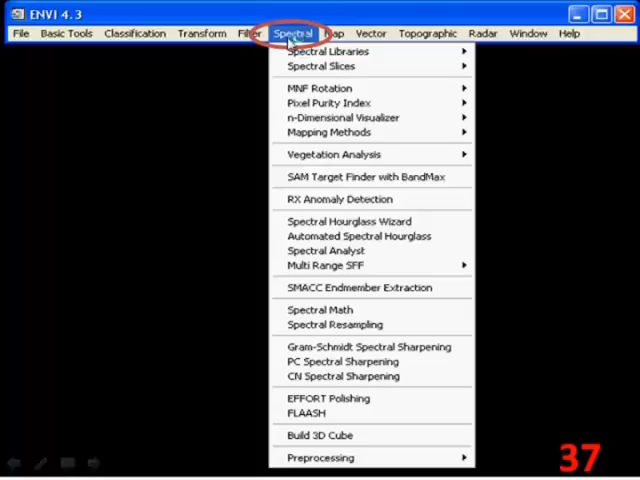 ENVI 4.3
File Basic Tools Classification Transform Filter Spectral Map Vector Topographic Radar Window Help
Spectral Libraries
Spectral Slices
MNF Rotation
Pixel Purity Index
n-Dimensional Visualizer
Mapping Methods
Vegetation Analysis
SAM Target Finder with BandMax
RX Anomaly Detection
Spectral Hourglass Wizard
Automated Spectral Hourglass
Spectral Analyst
Multi Range SFF
SMACC Endmember Extraction
Spectral Math
Spectral Resampling
Gram-Schmidt Spectral Sharpening
PC Spectral Sharpening
CN Spectral Sharpening
EFFORT Polishing
FLAASH
Build 3D Cube
Preprocessing
37